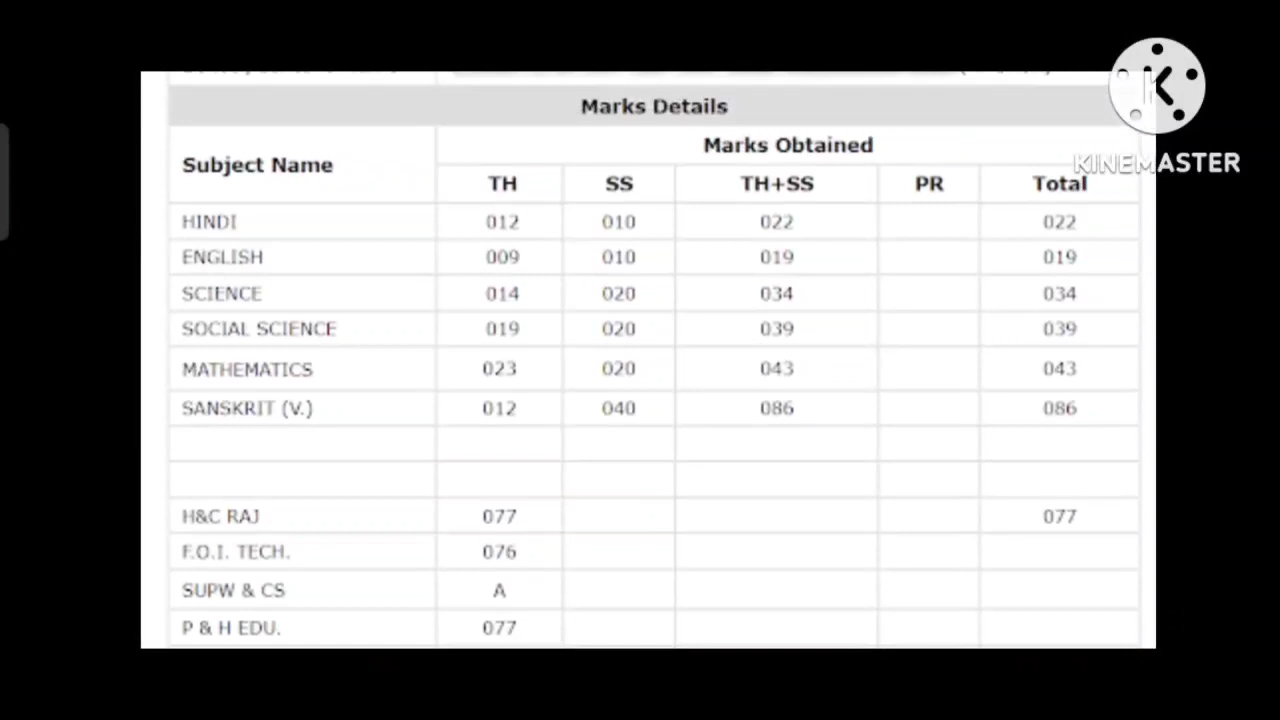 Marks Details
Subject Name
Marks Obtained
TH SS TH+SS PR Total
HINDI 012 010 022 022
ENGLISH 009 010 019 019
SCIENCE 014 020 034 034
SOCIAL SCIENCE 019 020 039 039
MATHEMATICS 023 020 043 043
SANSKRIT (V.) 012 040 086 086
H&C RAJ 077 077
F.O.I. TECH. 076
SUPW & CS A
P & H EDU. 077
K
KINEMASTER